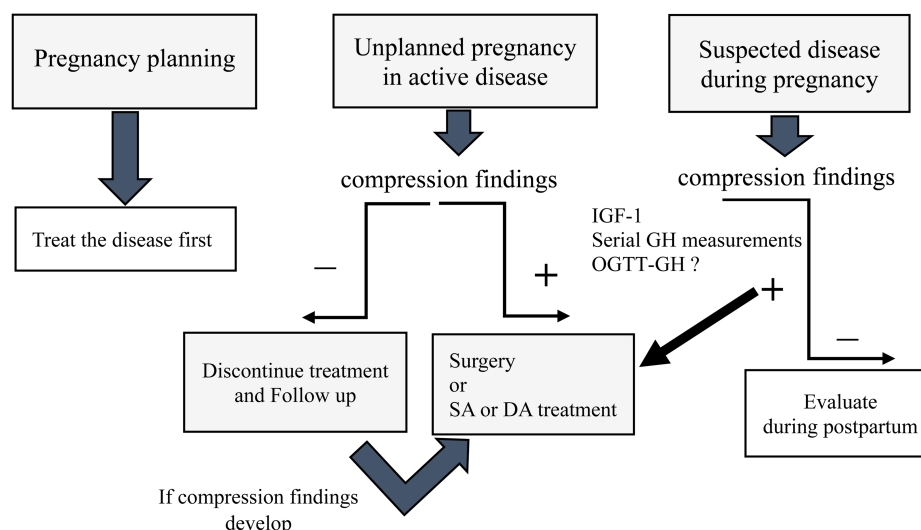 Pregnancy planning
Unplanned pregnancy
in active disease
Suspected disease
during pregnancy
compression findings
compression findings
Treat the disease first
IGF-1
Serial GH measurements
OGTT-GH ?
–
+
+
–
Discontinue treatment
and Follow up
Surgery
or
SA or DA treatment
Evaluate
during postpartum
If compression findings
develop